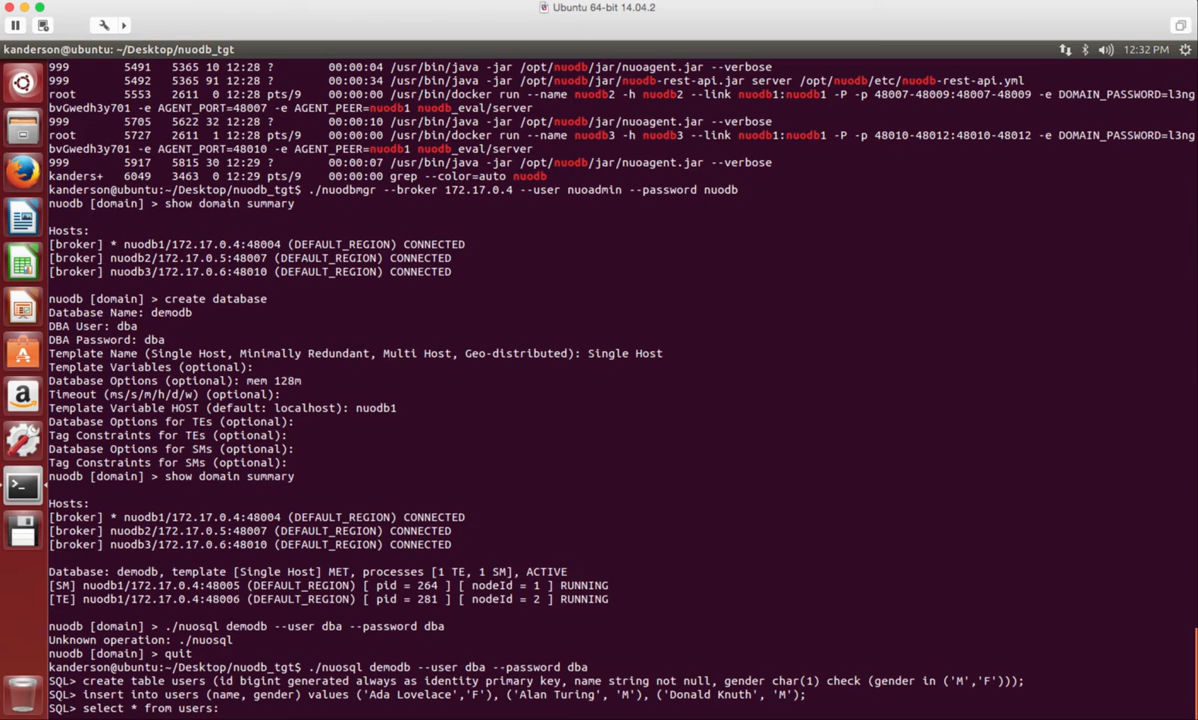 Ubuntu 64-bit 14.04.2
kanderson@ubuntu: ~/Desktop/nuodb_tgt
12:32 PM
999 5491 5365 10 12:28 ? 00:00:04 /usr/bin/java -jar /opt/nuodb/jar/nuoagent.jar --verbose
999 5492 5365 91 12:28 ? 00:00:34 /usr/bin/java -jar /opt/nuodb/jar/nuodb-rest-api.jar server /opt/nuodb/etc/nuodb-rest-api.yml
root 5553 2611 0 12:28 pts/9 00:00:00 /usr/bin/docker run --name nuodb2 -h nuodb2 --link nuodb1:nuodb1 -P -p 48007-48009:48007-48009 -e DOMAIN_PASSWORD=l3ng
bvGwedh3y701 -e AGENT_PORT=48007 -e AGENT_PEER=nuodb1 nuodb_eval/server
999 5705 5622 32 12:28 ? 00:00:10 /usr/bin/java -jar /opt/nuodb/jar/nuoagent.jar --verbose
root 5727 2611 1 12:28 pts/9 00:00:00 /usr/bin/docker run --name nuodb3 -h nuodb3 --link nuodb1:nuodb1 -P -p 48010-48012:48010-48012 -e DOMAIN_PASSWORD=l3ng
bvGwedh3y701 -e AGENT_PORT=48010 -e AGENT_PEER=nuodb1 nuodb_eval/server
999 5917 5815 30 12:29 ? 00:00:07 /usr/bin/java -jar /opt/nuodb/jar/nuoagent.jar --verbose
kanders+ 6049 3463 0 12:29 pts/9 00:00:00 grep --color=auto nuodb
kanderson@ubuntu:~/Desktop/nuodb_tgt$ ./nuodbmgr --broker 172.17.0.4 --user nuoadmin --password nuodb
nuodb [domain] > show domain summary
Hosts:
[broker] * nuodb1/172.17.0.4:48004 (DEFAULT_REGION) CONNECTED
[broker] nuodb2/172.17.0.5:48007 (DEFAULT_REGION) CONNECTED
[broker] nuodb3/172.17.0.6:48010 (DEFAULT_REGION) CONNECTED
nuodb [domain] > create database
Database Name: demodb
DBA User: dba
DBA Password: dba
Template Name (Single Host, Minimally Redundant, Multi Host, Geo-distributed): Single Host
Template Variables (optional):
Database Options (optional): mem 128m
Timeout (ms/s/m/h/d/w) (optional):
Template Variable HOST (default: localhost): nuodb1
Database Options for TEs (optional):
Tag Constraints for TEs (optional):
Database Options for SMs (optional):
Tag Constraints for SMs (optional):
nuodb [domain] > show domain summary
Hosts:
[broker] * nuodb1/172.17.0.4:48004 (DEFAULT_REGION) CONNECTED
[broker] nuodb2/172.17.0.5:48007 (DEFAULT_REGION) CONNECTED
[broker] nuodb3/172.17.0.6:48010 (DEFAULT_REGION) CONNECTED
Database: demodb, template [Single Host] MET, processes [1 TE, 1 SM], ACTIVE
[SM] nuodb1/172.17.0.4:48005 (DEFAULT_REGION) [ pid = 264 ] [ nodeId = 1 ] RUNNING
[TE] nuodb1/172.17.0.4:48006 (DEFAULT_REGION) [ pid = 281 ] [ nodeId = 2 ] RUNNING
nuodb [domain] > ./nuosql demodb --user dba --password dba
Unknown operation: ./nuosql
nuodb [domain] > quit
kanderson@ubuntu:~/Desktop/nuodb_tgt$ ./nuosql demodb --user dba --password dba
SQL> create table users (id bigint generated always as identity primary key, name string not null, gender char(1) check (gender in ('M','F')));
SQL> insert into users (name, gender) values ('Ada Lovelace','F'), ('Alan Turing', 'M'), ('Donald Knuth', 'M');
SQL> select * from users: